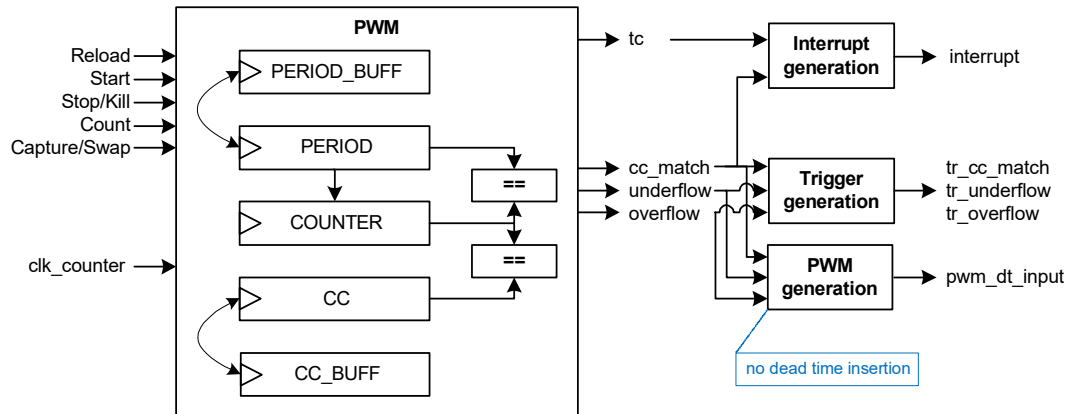 PWM
Reload
Start
Stop/Kill
Count
Capture/Swap
clk_counter
PERIOD_BUFF
PERIOD
COUNTER
CC
CC_BUFF
==
==
tc
cc_match
underflow
overflow
Interrupt
generation
interrupt
Trigger
generation
tr_cc_match
tr_underflow
tr_overflow
PWM
generation
pwm_dt_input
no dead time insertion